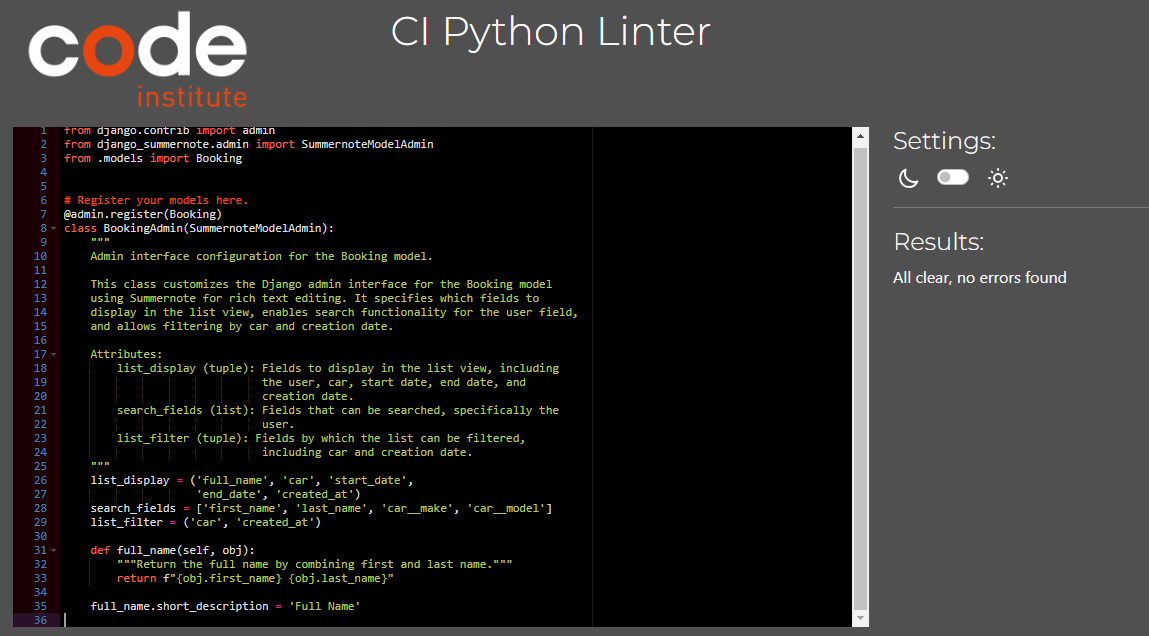 code
institute
CI Python Linter
1 from django.contrib import admin
2 from django_summernote.admin import SummernoteModelAdmin
3 from .models import Booking
4
5
6 # Register your models here.
7 @admin.register(Booking)
8 class BookingAdmin(SummernoteModelAdmin):
9     """
10     Admin interface configuration for the Booking model.
11
12     This class customizes the Django admin interface for the Booking model
13     using Summernote for rich text editing. It specifies which fields to
14     display in the list view, enables search functionality for the user field,
15     and allows filtering by car and creation date.
16
17     Attributes:
18         list_display (tuple): Fields to display in the list view, including
19                               the user, car, start date, end date, and
20                               creation date.
21         search_fields (list): Fields that can be searched, specifically the
22                               user.
23         list_filter (tuple): Fields by which the list can be filtered,
24                               including car and creation date.
25     """
26     list_display = ('full_name', 'car', 'start_date',
27                     'end_date', 'created_at')
28     search_fields = ['first_name', 'last_name', 'car__make', 'car__model']
29     list_filter = ('car', 'created_at')
30
31     def full_name(self, obj):
32         """Return the full name by combining first and last name."""
33         return f"{obj.first_name} {obj.last_name}"
34
35     full_name.short_description = 'Full Name'
36
Settings:
Results:
All clear, no errors found